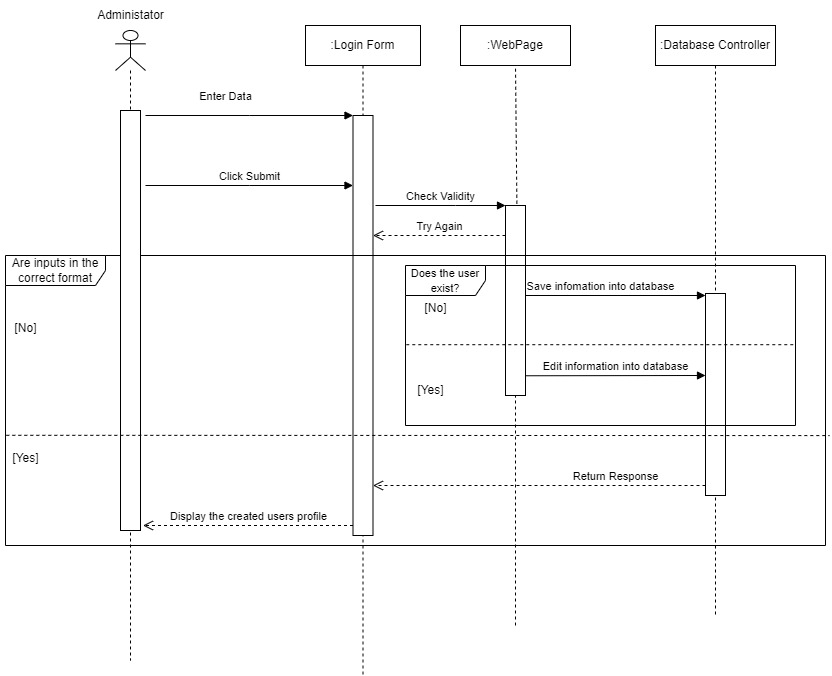 Administator
:Login Form
:WebPage
:Database Controller
Enter Data
Click Submit
Check Validity
Try Again
Are inputs in the
correct format
Does the user
exist?
Save infomation into database
[No]
[No]
Edit information into database
[Yes]
[Yes]
Return Response
Display the created users profile